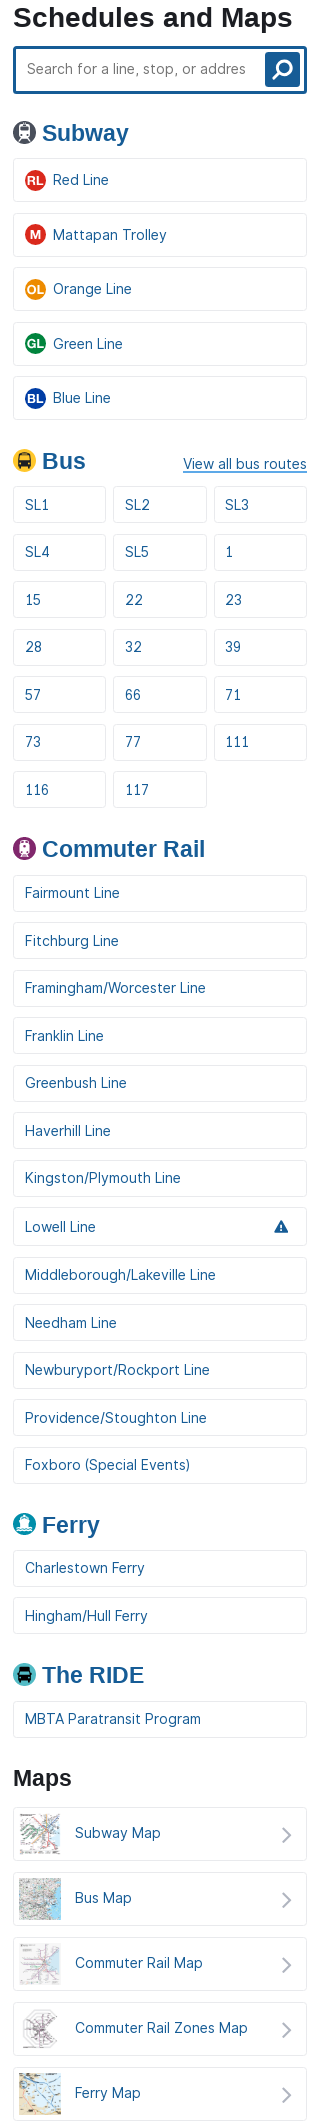 Schedules and Maps
Search for a line, stop, or addres
Subway
RL Red Line
M Mattapan Trolley
OL Orange Line
GL Green Line
BL Blue Line
Bus View all bus routes
SL1 SL2 SL3
SL4 SL5 1
15 22 23
28 32 39
57 66 71
73 77 111
116 117
Commuter Rail
Fairmount Line
Fitchburg Line
Framingham/Worcester Line
Franklin Line
Greenbush Line
Haverhill Line
Kingston/Plymouth Line
Lowell Line
Middleborough/Lakeville Line
Needham Line
Newburyport/Rockport Line
Providence/Stoughton Line
Foxboro (Special Events)
Ferry
Charlestown Ferry
Hingham/Hull Ferry
The RIDE
MBTA Paratransit Program
Maps
Subway Map
Bus Map
Commuter Rail Map
Commuter Rail Zones Map
Ferry Map